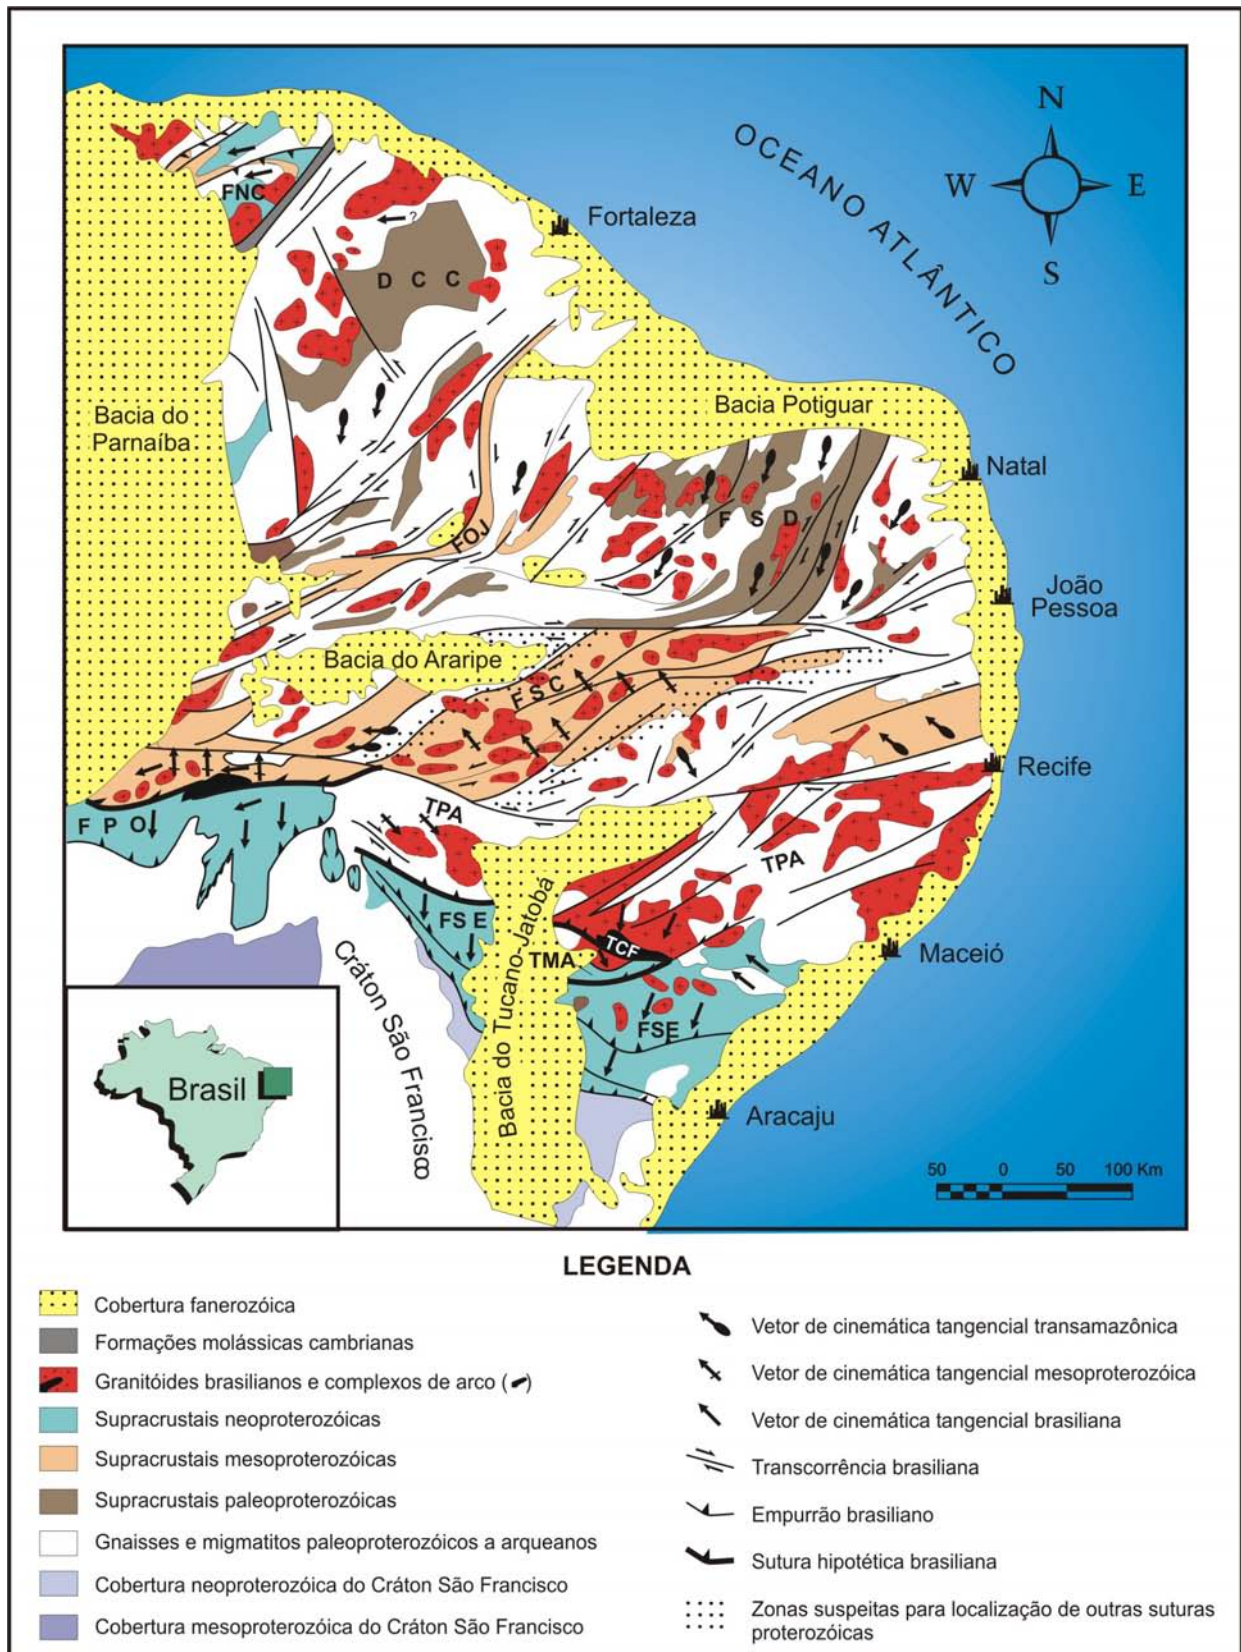 N
W
E
S
OCEANO ATLÂNTICO
FNC
?
Fortaleza
D C C
Bacia do
Parnaíba
Bacia Potiguar
Natal
F S D
FOJ
João
Pessoa
Bacia do Araripe
F S C
Recife
F P O
TPA
TPA
FS E
Bacia do Tucano-Jatobá
TCF
TMA
Maceió
Cráton São Francisco
FSE
Brasil
Aracaju
50 0 50 100 Km
LEGENDA
Cobertura fanerozóica
Formações molássicas cambrianas
Granitóides brasilianos e complexos de arco ( )
Supracrustais neoproterozóicas
Supracrustais mesoproterozóicas
Supracrustais paleoproterozóicas
Gnaisses e migmatitos paleoproterozóicos a arqueanos
Cobertura neoproterozóica do Cráton São Francisco
Cobertura mesoproterozóica do Cráton São Francisco
Vetor de cinemática tangencial transamazônica
Vetor de cinemática tangencial mesoproterozóica
Vetor de cinemática tangencial brasiliana
Transcorrência brasiliana
Empurrão brasiliano
Sutura hipotética brasiliana
Zonas suspeitas para localização de outras suturas
proterozóicas